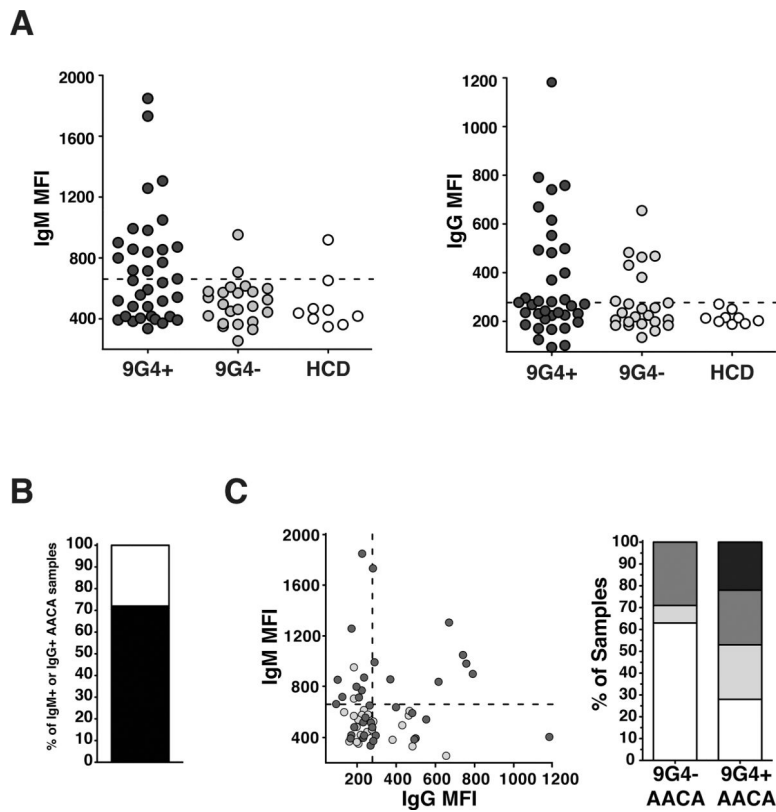 A
IgM MFI
2000
1600
1200
800
400
9G4+ 9G4- HCD
IgG MFI
1200
1000
800
600
400
200
9G4+ 9G4- HCD
B
% of IgM+ or IgG+ AACA samples
100
90
80
70
60
50
40
30
20
10
0
C
IgM MFI
2000
1600
1200
800
400
200 400 600 800 1000 1200
IgG MFI
% of Samples
100
90
80
70
60
50
40
30
20
10
0
9G4- 9G4+
AACA AACA